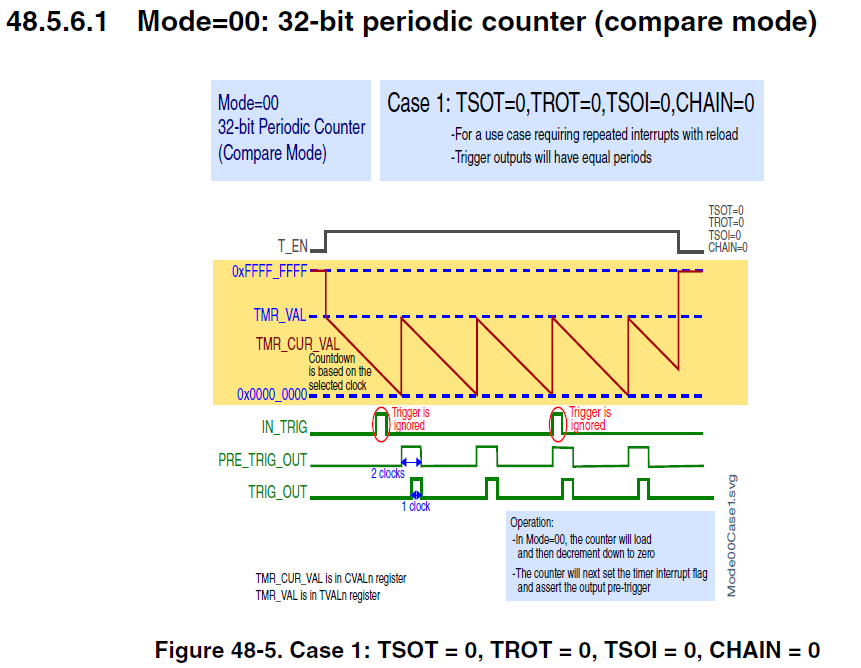 48.5.6.1 Mode=00: 32-bit periodic counter (compare mode)
Mode=00
32-bit Periodic Counter
(Compare Mode)
Case 1: TSOT=0,TROT=0,TSOI=0,CHAIN=0
-For a use case requiring repeated interrupts with reload
-Trigger outputs will have equal periods
TSOT=0
TROT=0
TSOI=0
CHAIN=0
T_EN
0xFFFF_FFFF
TMR_VAL
TMR_CUR_VAL
Countdown
is based on the
selected clock
0x0000_0000
Trigger is
ignored
Trigger is
ignored
IN_TRIG
PRE_TRIG_OUT
2 clocks
TRIG_OUT
1 clock
Operation:
-In Mode=00, the counter will load
and then decrement down to zero
-The counter will next set the timer interrupt flag
and assert the output pre-trigger
Mode00Case1.svg
TMR_CUR_VAL is in CVALn register
TMR_VAL is in TVALn register
Figure 48-5. Case 1: TSOT = 0, TROT = 0, TSOI = 0, CHAIN = 0